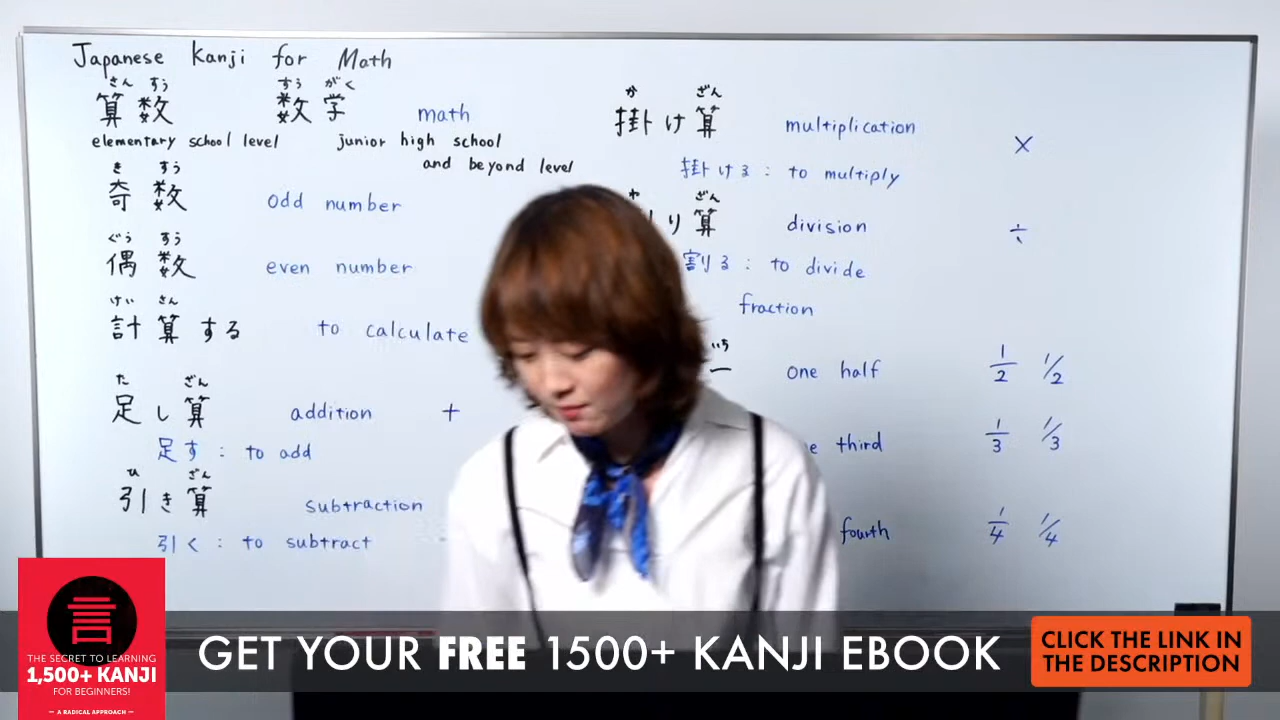 Japanese Kanji for Math
さん すう すう がく
算数 数学 math
elementary school level junior high school
and beyond level
き すう
奇数 odd number
ぐう すう
偶数 even number
けい さん
計算する to calculate
た ざん
足し算 addition +
足す : to add
ひ ざん
引き算 subtraction
引く : to subtract
か ざん
掛け算 multiplication ×
掛ける : to multiply
わ ざん
り算 division ÷
割る : to divide
fraction
いち
一 one half 1/2 1/2
third 1/3 1/3
fourth 1/4 1/4
言
THE SECRET TO LEARNING
1,500+ KANJI
FOR BEGINNERS!
— A RADICAL APPROACH —
GET YOUR FREE 1500+ KANJI EBOOK
CLICK THE LINK IN
THE DESCRIPTION